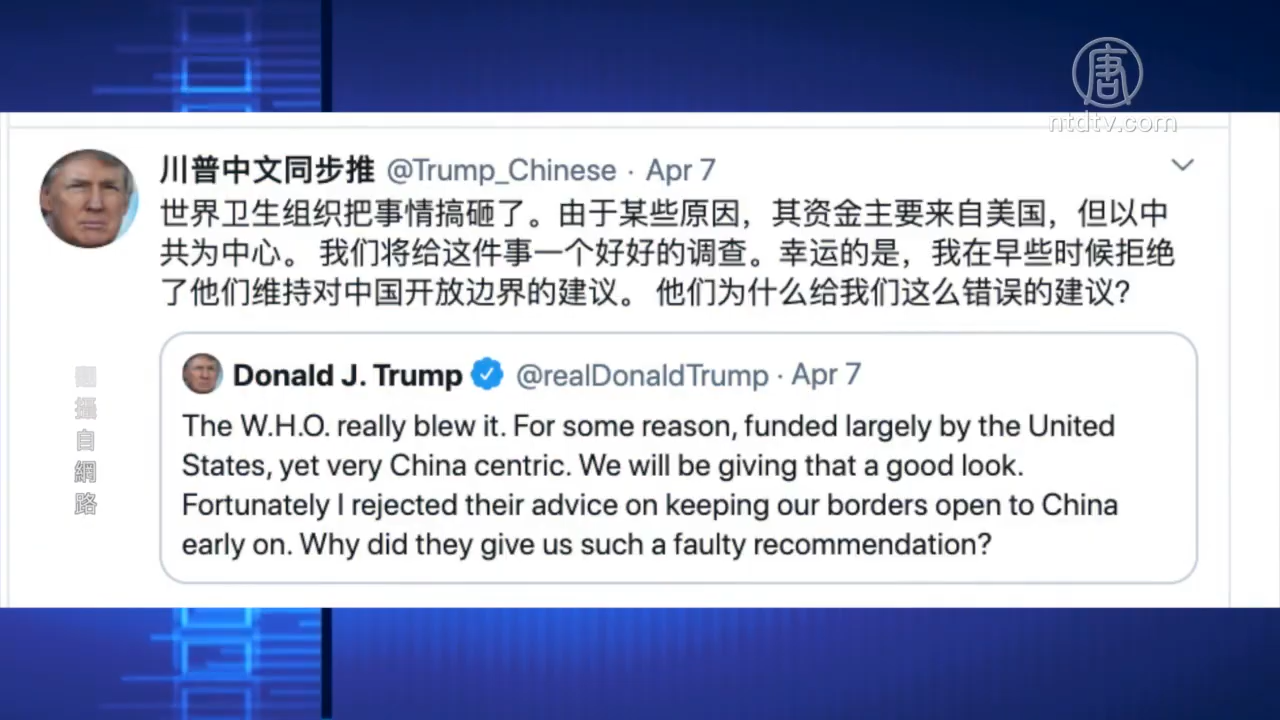 唐
ntdtv.com
川普中文同步推 @Trump_Chinese · Apr 7
世界卫生组织把事情搞砸了。由于某些原因，其资金主要来自美国，但以中
共为中心。 我们将给这件事一个好好的调查。幸运的是，我在早些时候拒绝
了他们维持对中国开放边界的建议。 他们为什么给我们这么错误的建议?
Donald J. Trump @realDonaldTrump · Apr 7
The W.H.O. really blew it. For some reason, funded largely by the United
States, yet very China centric. We will be giving that a good look.
Fortunately I rejected their advice on keeping our borders open to China
early on. Why did they give us such a faulty recommendation?
翻攝自網路